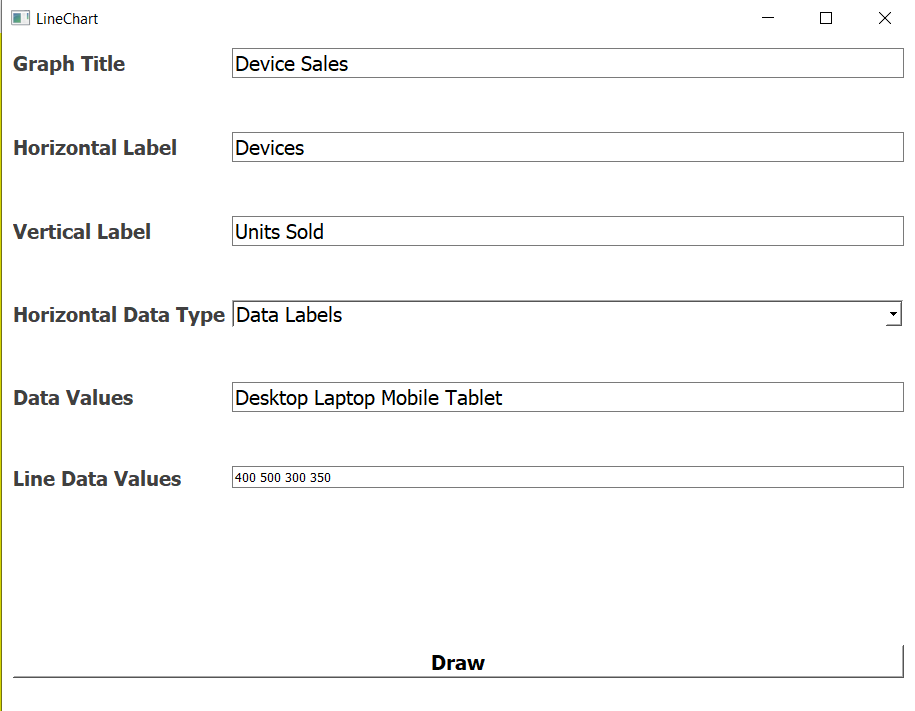 LineChart
Graph Title Device Sales
Horizontal Label Devices
Vertical Label Units Sold
Horizontal Data Type Data Labels
Data Values Desktop Laptop Mobile Tablet
Line Data Values 400 500 300 350
Draw